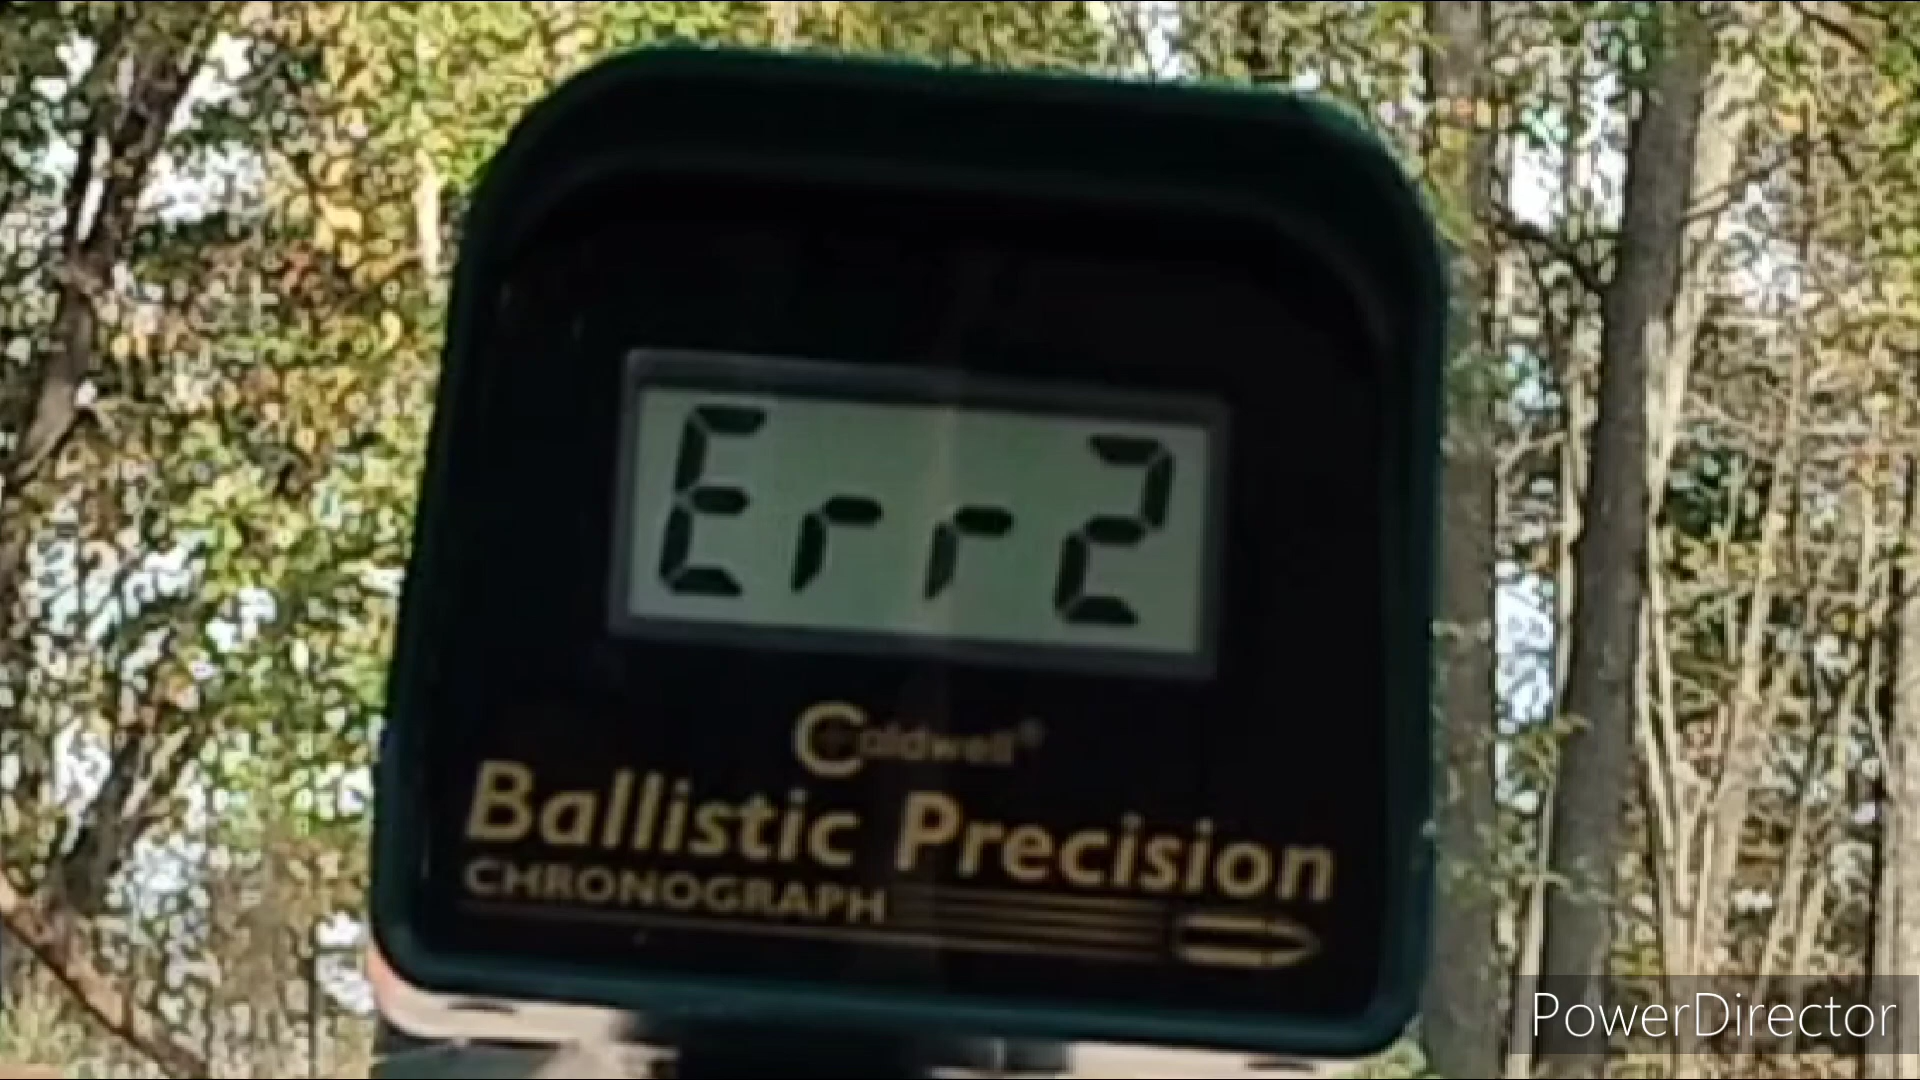 Err2
Caldwell®
Ballistic Precision
CHRONOGRAPH
PowerDirector